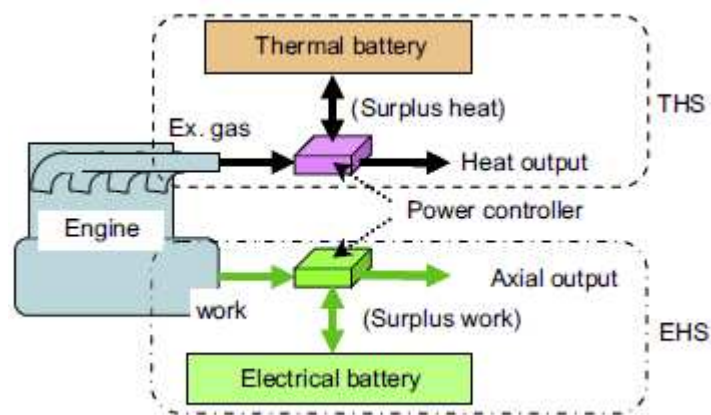 Thermal battery
(Surplus heat)
THS
Ex. gas
Heat output
Power controller
Engine
Axial output
work
(Surplus work)
EHS
Electrical battery